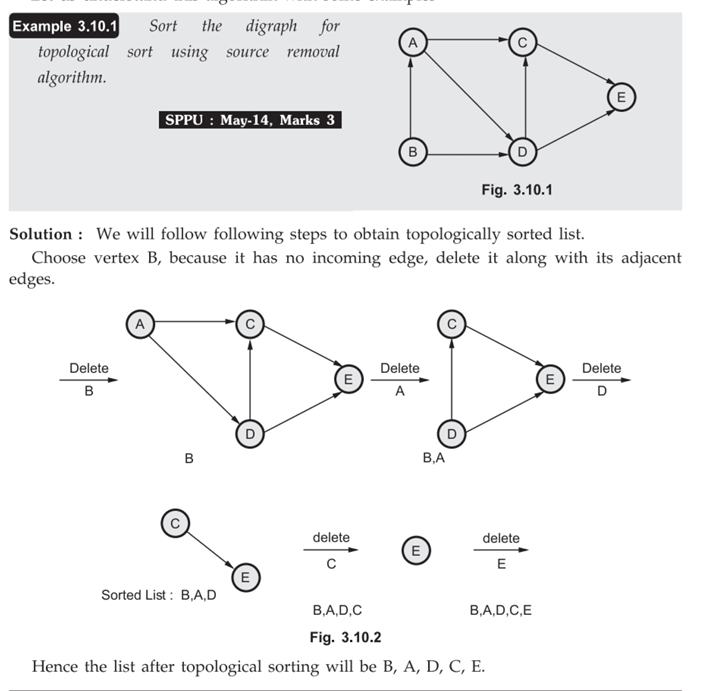 Example 3.10.1 Sort the digraph for
topological sort using source removal
algorithm.
SPPU : May-14, Marks 3
A
C
E
B
D
Fig. 3.10.1
Solution : We will follow following steps to obtain topologically sorted list.
Choose vertex B, because it has no incoming edge, delete it along with its adjacent
edges.
Delete
B
A
C
E
D
B
Delete
A
C
E
D
B,A
Delete
D
C
E
Sorted List : B,A,D
delete
C
B,A,D,C
E
delete
E
B,A,D,C,E
Fig. 3.10.2
Hence the list after topological sorting will be B, A, D, C, E.